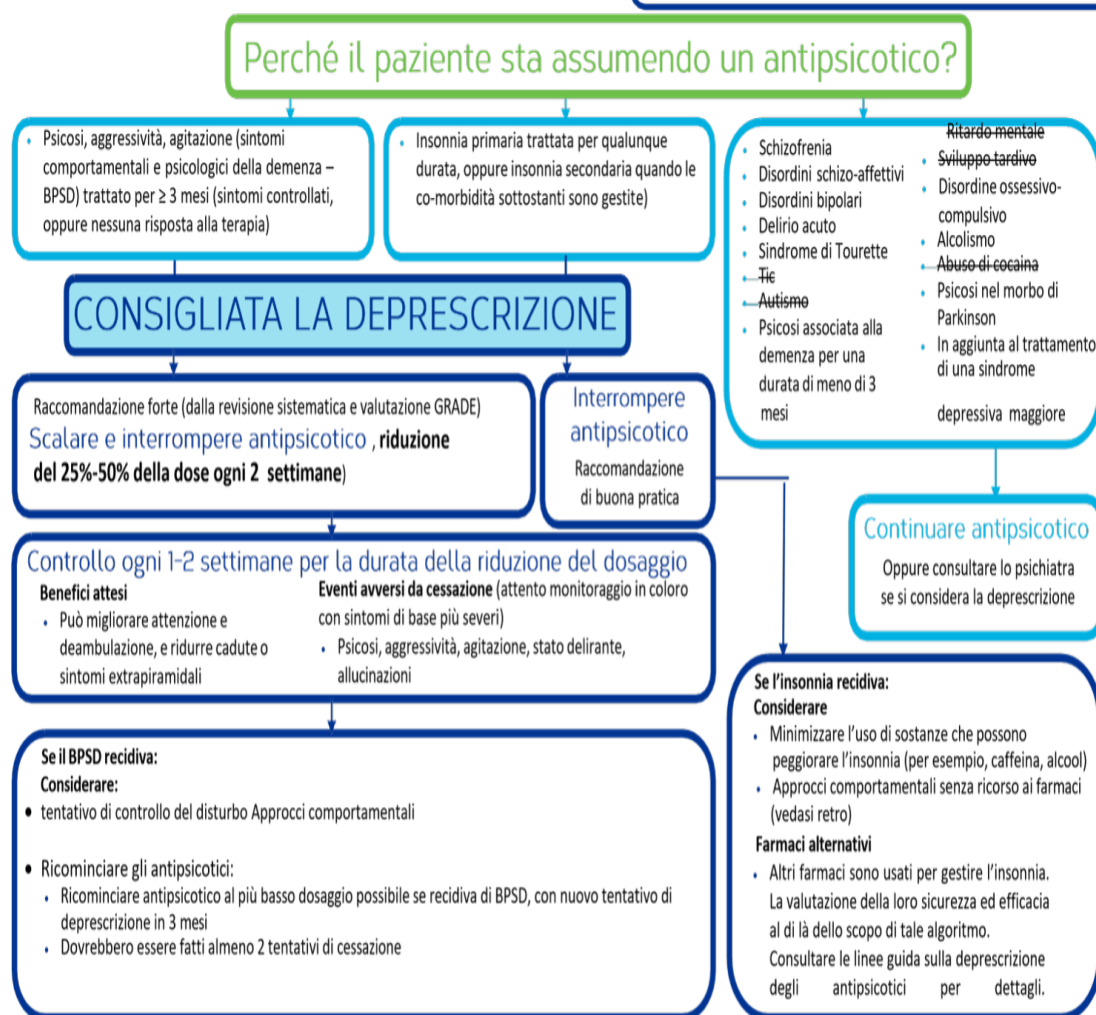 Perché il paziente sta assumendo un antipsicotico?
• Psicosi, aggressività, agitazione (sintomi
comportamentali e psicologici della demenza –
BPSD) trattato per ≥ 3 mesi (sintomi controllati,
oppure nessuna risposta alla terapia)
• Insonnia primaria trattata per qualunque
durata, oppure insonnia secondaria quando le
co-morbidità sottostanti sono gestite)
• Schizofrenia
• Disordini schizo-affettivi
• Disordini bipolari
• Delirio acuto
• Sindrome di Tourette
• Tic
• Autismo
• Psicosi associata alla
demenza per una
durata di meno di 3
mesi
Ritardo mentale
• Sviluppo tardivo
• Disordine ossessivo-
compulsivo
• Alcolismo
• Abuso di cocaina
• Psicosi nel morbo di
Parkinson
• In aggiunta al trattamento
di una sindrome
depressiva maggiore
CONSIGLIATA LA DEPRESCRIZIONE
Raccomandazione forte (dalla revisione sistematica e valutazione GRADE)
Scalare e interrompere antipsicotico , riduzione
del 25%-50% della dose ogni 2 settimane)
Interrompere
antipsicotico
Raccomandazione
di buona pratica
Continuare antipsicotico
Oppure consultare lo psichiatra
se si considera la deprescrizione
Controllo ogni 1-2 settimane per la durata della riduzione del dosaggio
Benefici attesi
• Può migliorare attenzione e
deambulazione, e ridurre cadute o
sintomi extrapiramidali
Eventi avversi da cessazione (attento monitoraggio in coloro
con sintomi di base più severi)
• Psicosi, aggressività, agitazione, stato delirante,
allucinazioni
Se il BPSD recidiva:
Considerare:
• tentativo di controllo del disturbo Approcci comportamentali
• Ricominciare gli antipsicotici:
• Ricominciare antipsicotico al più basso dosaggio possibile se recidiva di BPSD, con nuovo tentativo di
deprescrizione in 3 mesi
• Dovrebbero essere fatti almeno 2 tentativi di cessazione
Se l'insonnia recidiva:
Considerare
• Minimizzare l'uso di sostanze che possono
peggiorare l'insonnia (per esempio, caffeina, alcool)
• Approcci comportamentali senza ricorso ai farmaci
(vedasi retro)
Farmaci alternativi
• Altri farmaci sono usati per gestire l'insonnia.
La valutazione della loro sicurezza ed efficacia
al di là dello scopo di tale algoritmo.
Consultare le linee guida sulla deprescrizione
degli antipsicotici per dettagli.